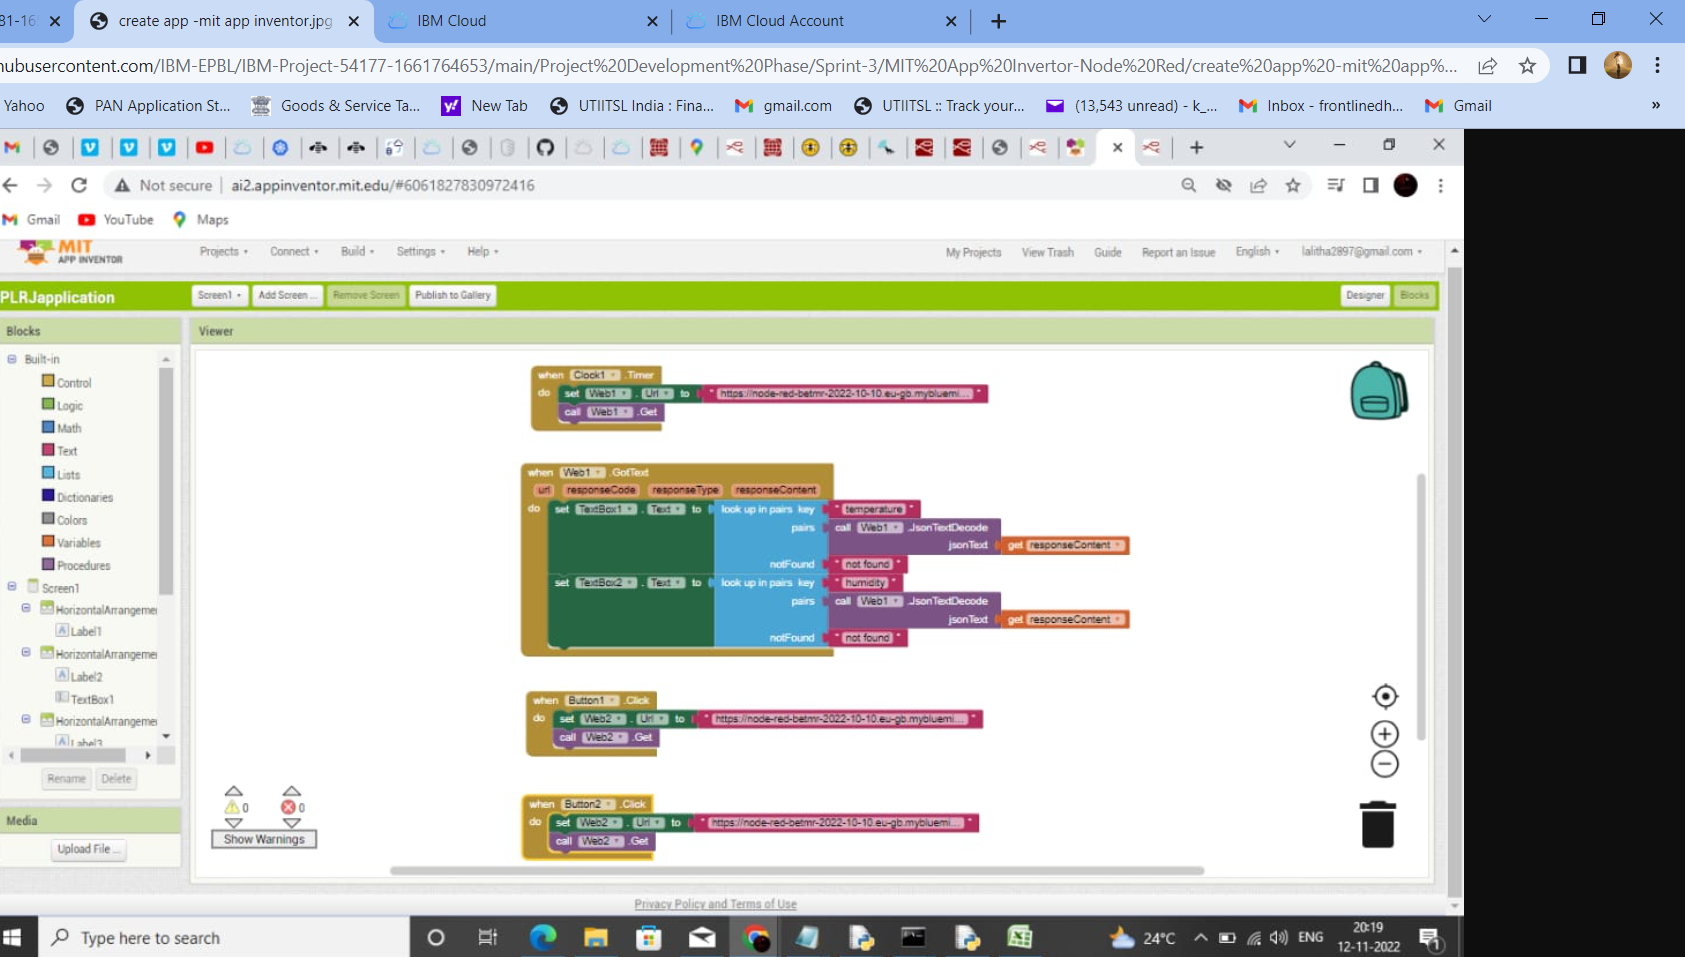 81-16
create app -mit app inventor.jpg
IBM Cloud
IBM Cloud Account
hubusercontent.com/IBM-EPBL/IBM-Project-54177-1661764653/main/Project%20Development%20Phase/Sprint-3/MIT%20App%20Invertor-Node%20Red/create%20app%20-mit%20app%...
Yahoo PAN Application St... Goods & Service Ta... New Tab UTIITSL India : Fina... gmail.com UTIITSL :: Track your... (13,543 unread) - k_... Inbox - frontlinedh... Gmail »
Not secure ai2.appinventor.mit.edu/#6061827830972416
Gmail YouTube Maps
MIT
APP INVENTOR
Projects Connect Build Settings Help My Projects View Trash Guide Report an Issue English lalitha2897@gmail.com
PLRJapplication Screen1 Add Screen ... Remove Screen Publish to Gallery Designer Blocks
Blocks
Viewer
Built-in
Control
Logic
Math
Text
Lists
Dictionaries
Colors
Variables
Procedures
Screen1
HorizontalArrangemer
Label1
HorizontalArrangemer
Label2
TextBox1
HorizontalArrangemer
Label3
Rename Delete
Media
Upload File ...
when Clock1 .Timer
do set Web1 . Url to " https://node-red-betmr-2022-10-10.eu-gb.mybluemi... "
call Web1 .Get
when Web1 .GotText
url responseCode responseType responseContent
do set TextBox1 . Text to look up in pairs key " temperature "
pairs call Web1 .JsonTextDecode
jsonText get responseContent
notFound " not found "
set TextBox2 . Text to look up in pairs key " humidity "
pairs call Web1 .JsonTextDecode
jsonText get responseContent
notFound " not found "
when Button1 .Click
do set Web2 . Url to " https://node-red-betmr-2022-10-10.eu-gb.mybluemi... "
call Web2 .Get
when Button2 .Click
do set Web2 . Url to " https://node-red-betmr-2022-10-10.eu-gb.mybluemi... "
call Web2 .Get
0 0
Show Warnings
Privacy Policy and Terms of Use
Type here to search
24°C
ENG
20:19
12-11-2022
1